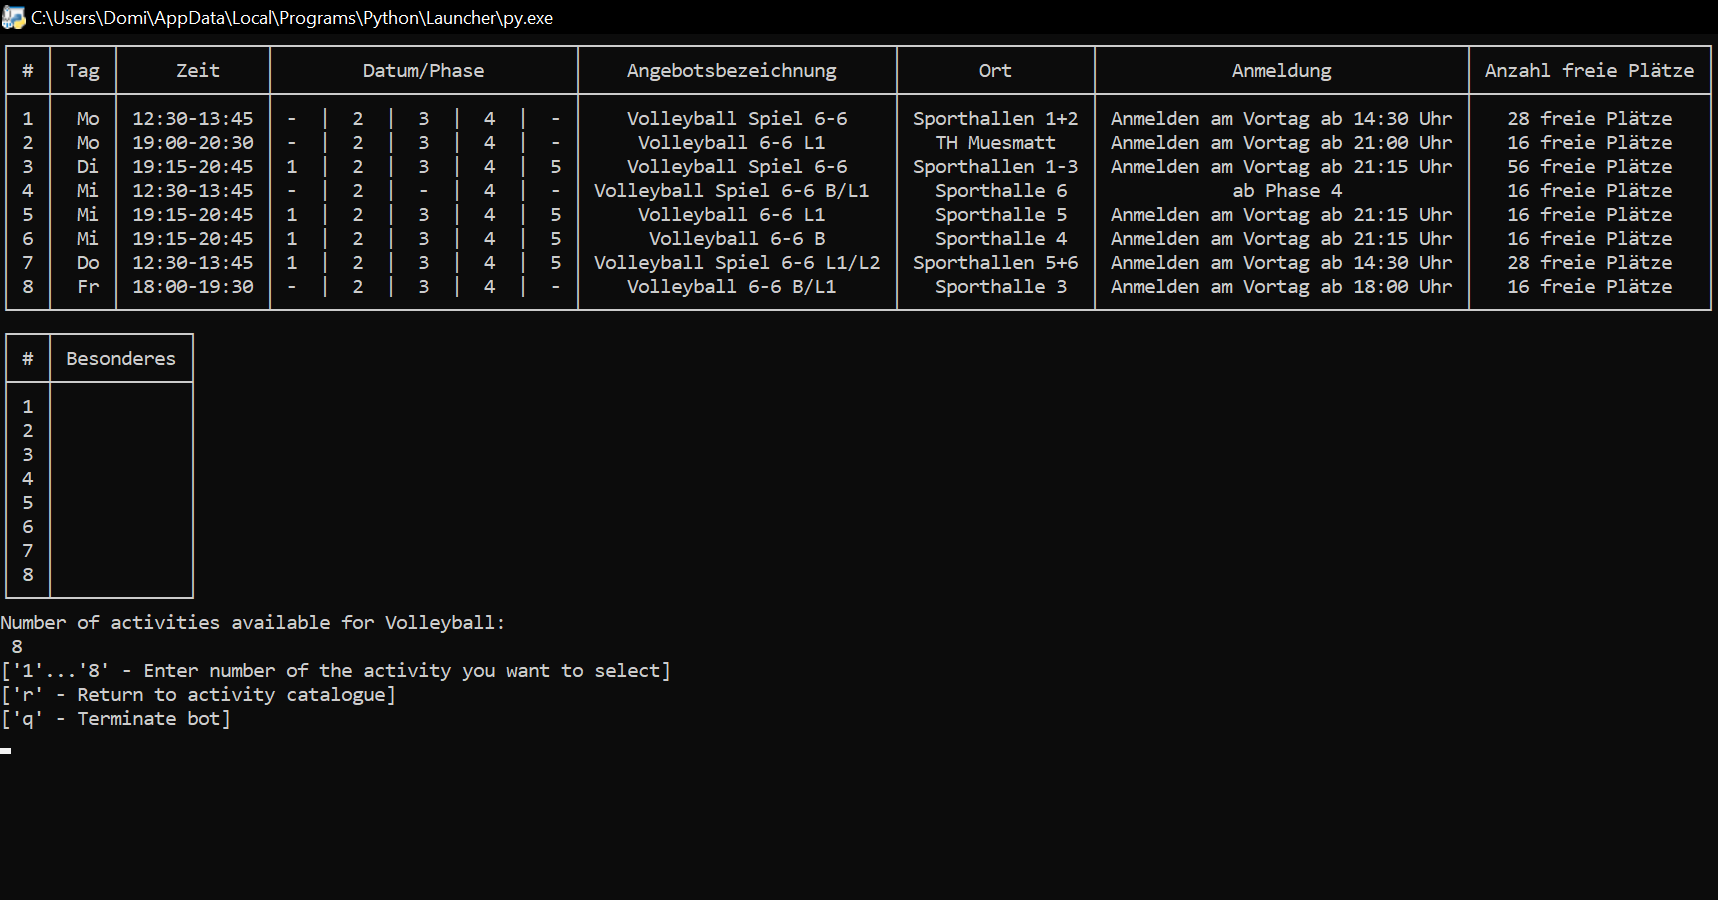 C:\Users\Domi\AppData\Local\Programs\Python\Launcher\py.exe
# Tag Zeit Datum/Phase Angebotsbezeichnung Ort Anmeldung Anzahl freie Plätze
1 Mo 12:30-13:45 - | 2 | 3 | 4 | - Volleyball Spiel 6-6 Sporthallen 1+2 Anmelden am Vortag ab 14:30 Uhr 28 freie Plätze
2 Mo 19:00-20:30 - | 2 | 3 | 4 | - Volleyball 6-6 L1 TH Muesmatt Anmelden am Vortag ab 21:00 Uhr 16 freie Plätze
3 Di 19:15-20:45 1 | 2 | 3 | 4 | 5 Volleyball Spiel 6-6 Sporthallen 1-3 Anmelden am Vortag ab 21:15 Uhr 56 freie Plätze
4 Mi 12:30-13:45 - | 2 | - | 4 | - Volleyball Spiel 6-6 B/L1 Sporthalle 6 ab Phase 4 16 freie Plätze
5 Mi 19:15-20:45 1 | 2 | 3 | 4 | 5 Volleyball 6-6 L1 Sporthalle 5 Anmelden am Vortag ab 21:15 Uhr 16 freie Plätze
6 Mi 19:15-20:45 1 | 2 | 3 | 4 | 5 Volleyball 6-6 B Sporthalle 4 Anmelden am Vortag ab 21:15 Uhr 16 freie Plätze
7 Do 12:30-13:45 1 | 2 | 3 | 4 | 5 Volleyball Spiel 6-6 L1/L2 Sporthallen 5+6 Anmelden am Vortag ab 14:30 Uhr 28 freie Plätze
8 Fr 18:00-19:30 - | 2 | 3 | 4 | - Volleyball 6-6 B/L1 Sporthalle 3 Anmelden am Vortag ab 18:00 Uhr 16 freie Plätze
# Besonderes
1
2
3
4
5
6
7
8
Number of activities available for Volleyball:
8
['1'...'8' - Enter number of the activity you want to select]
['r' - Return to activity catalogue]
['q' - Terminate bot]